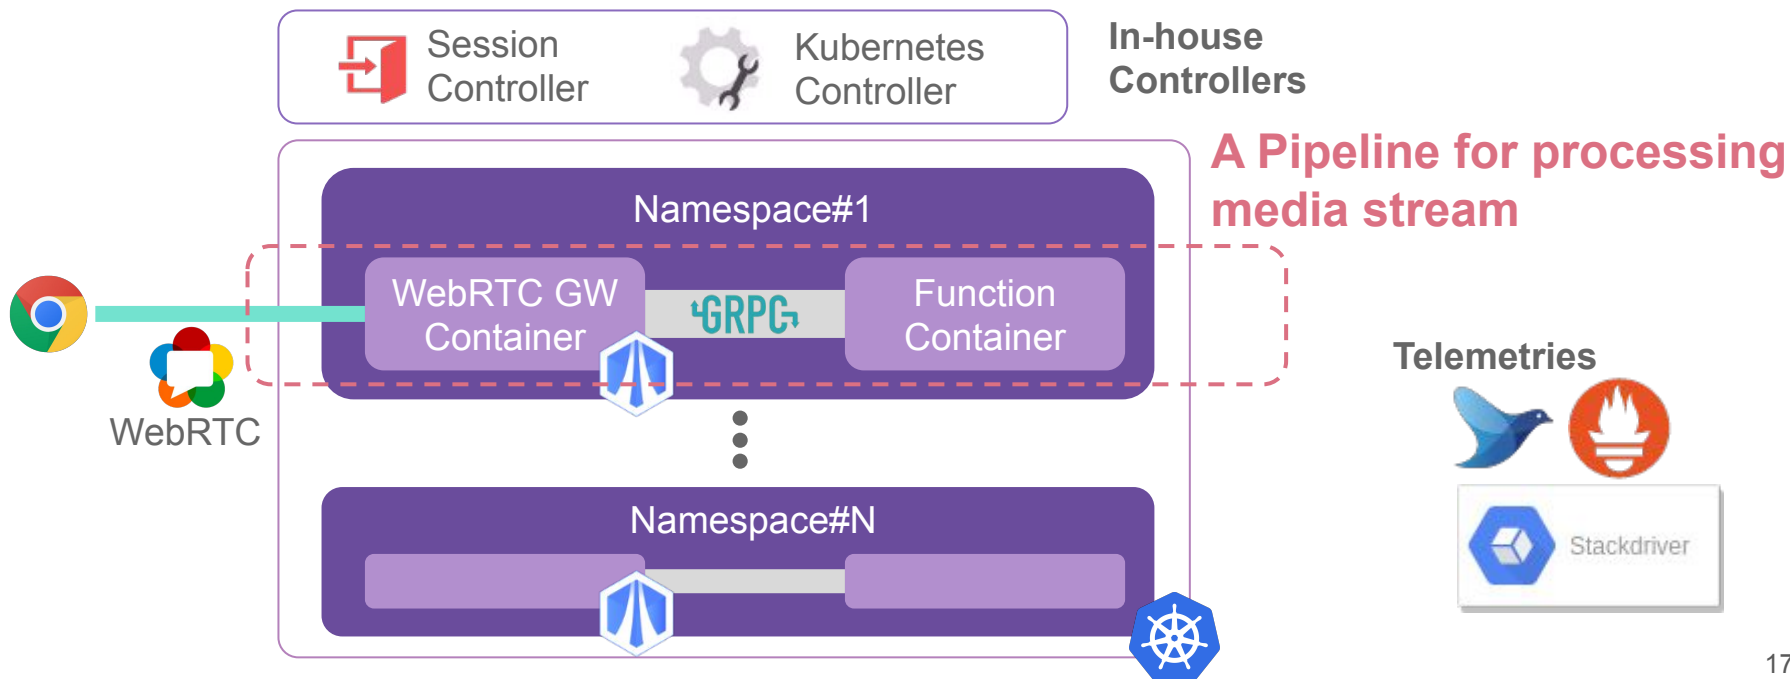 Session
Controller
Kubernetes
Controller
In-house
Controllers
A Pipeline for processing
media stream
Namespace#1
WebRTC GW
Container
GRPC
Function
Container
WebRTC
Telemetries
Namespace#N
Stackdriver
17